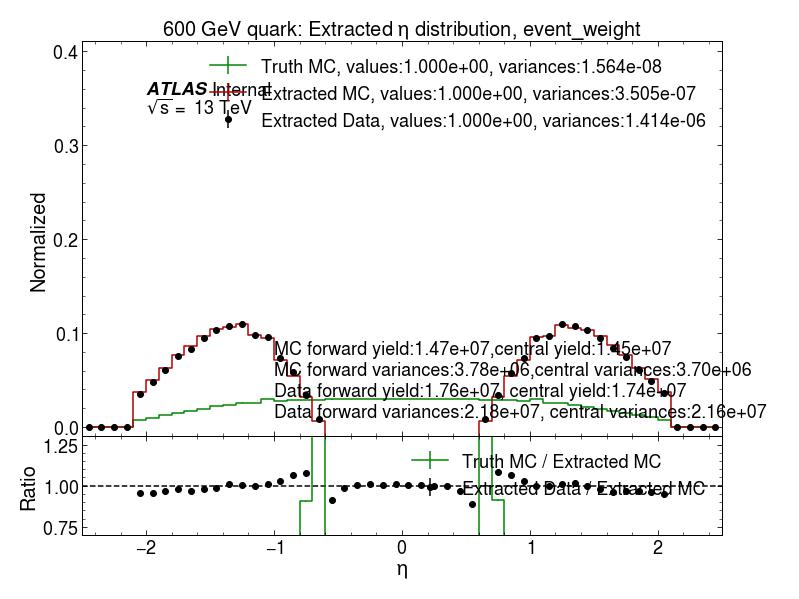 600 GeV quark: Extracted η distribution, event_weight
0.4
Truth MC, values:1.000e+00, variances:1.564e-08
ATLAS Internal
Extracted MC, values:1.000e+00, variances:3.505e-07
√s = 13 TeV
Extracted Data, values:1.000e+00, variances:1.414e-06
0.3
Normalized
0.2
0.1
MC forward yield:1.47e+07,central yield:1.45e+07
MC forward variances:3.78e+06,central variances:3.70e+06
Data forward yield:1.76e+07, central yield:1.74e+07
Data forward variances:2.18e+07, central variances:2.16e+07
0.0
1.25
Truth MC / Extracted MC
Ratio
1.00
Extracted Data / Extracted MC
0.75
−2 −1 0 1 2
η